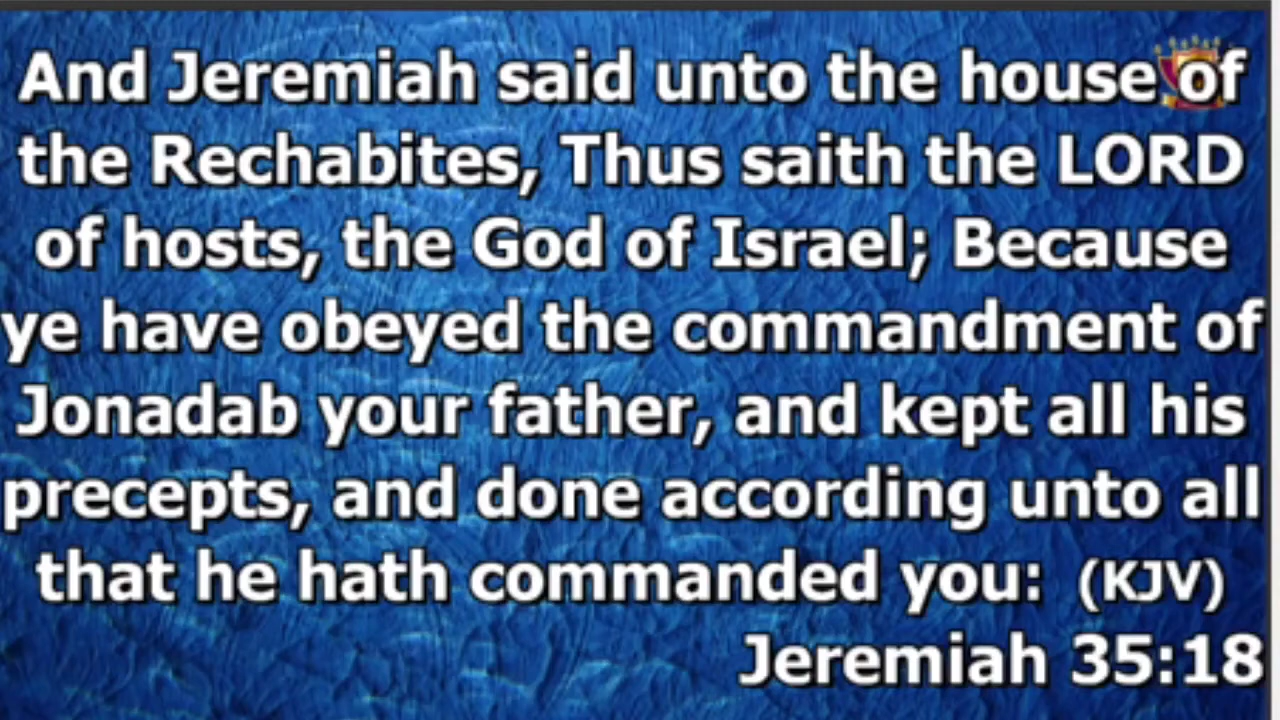 And Jeremiah said unto the house of
the Rechabites, Thus saith the LORD
of hosts, the God of Israel; Because
ye have obeyed the commandment of
Jonadab your father, and kept all his
precepts, and done according unto all
that he hath commanded you: (KJV)
Jeremiah 35:18